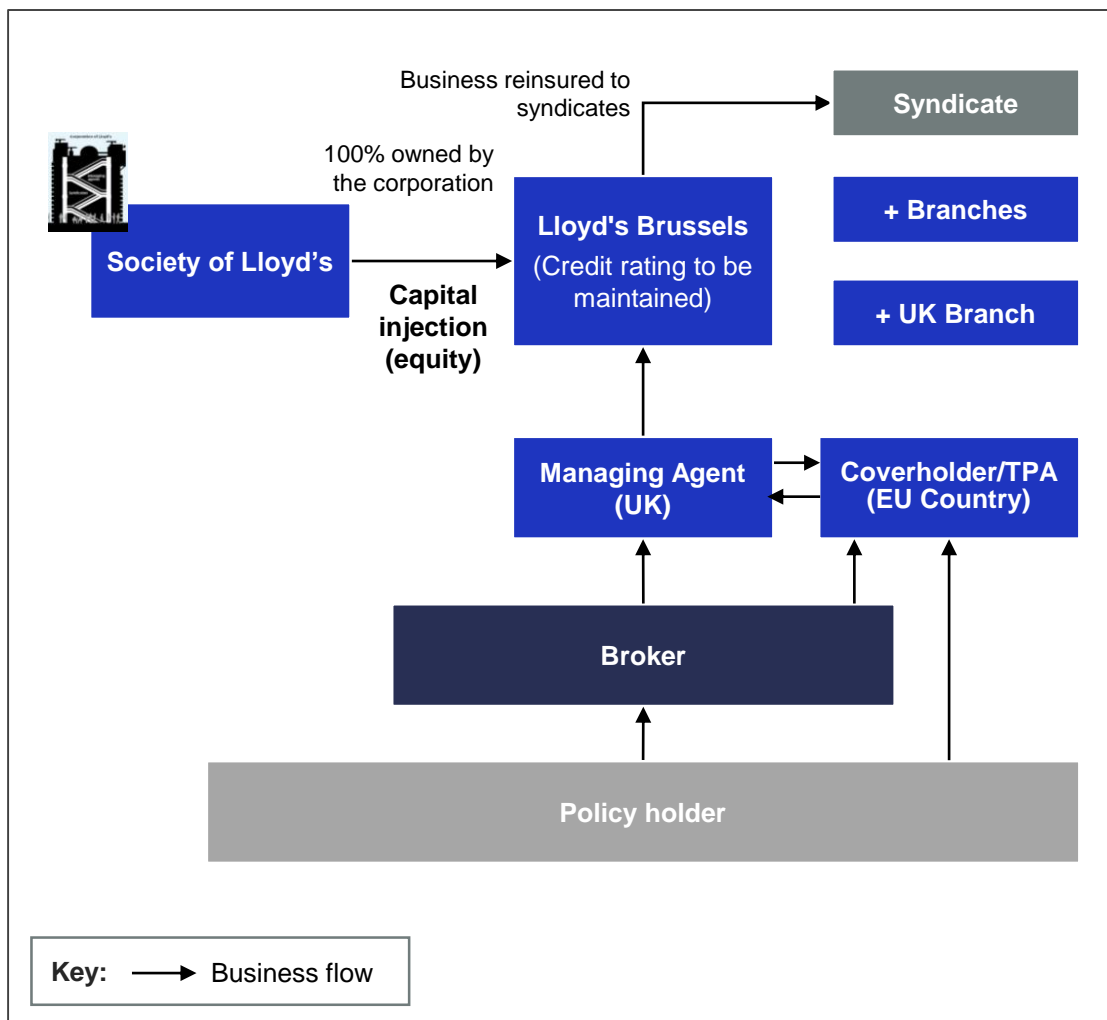 Business reinsured to
syndicates
Syndicate
100% owned by
the corporation
Society of Lloyd’s
Capital
injection
(equity)
Lloyd's Brussels
(Credit rating to be
maintained)
+ Branches
+ UK Branch
Managing Agent
(UK)
Coverholder/TPA
(EU Country)
Broker
Policy holder
Key:
Business flow